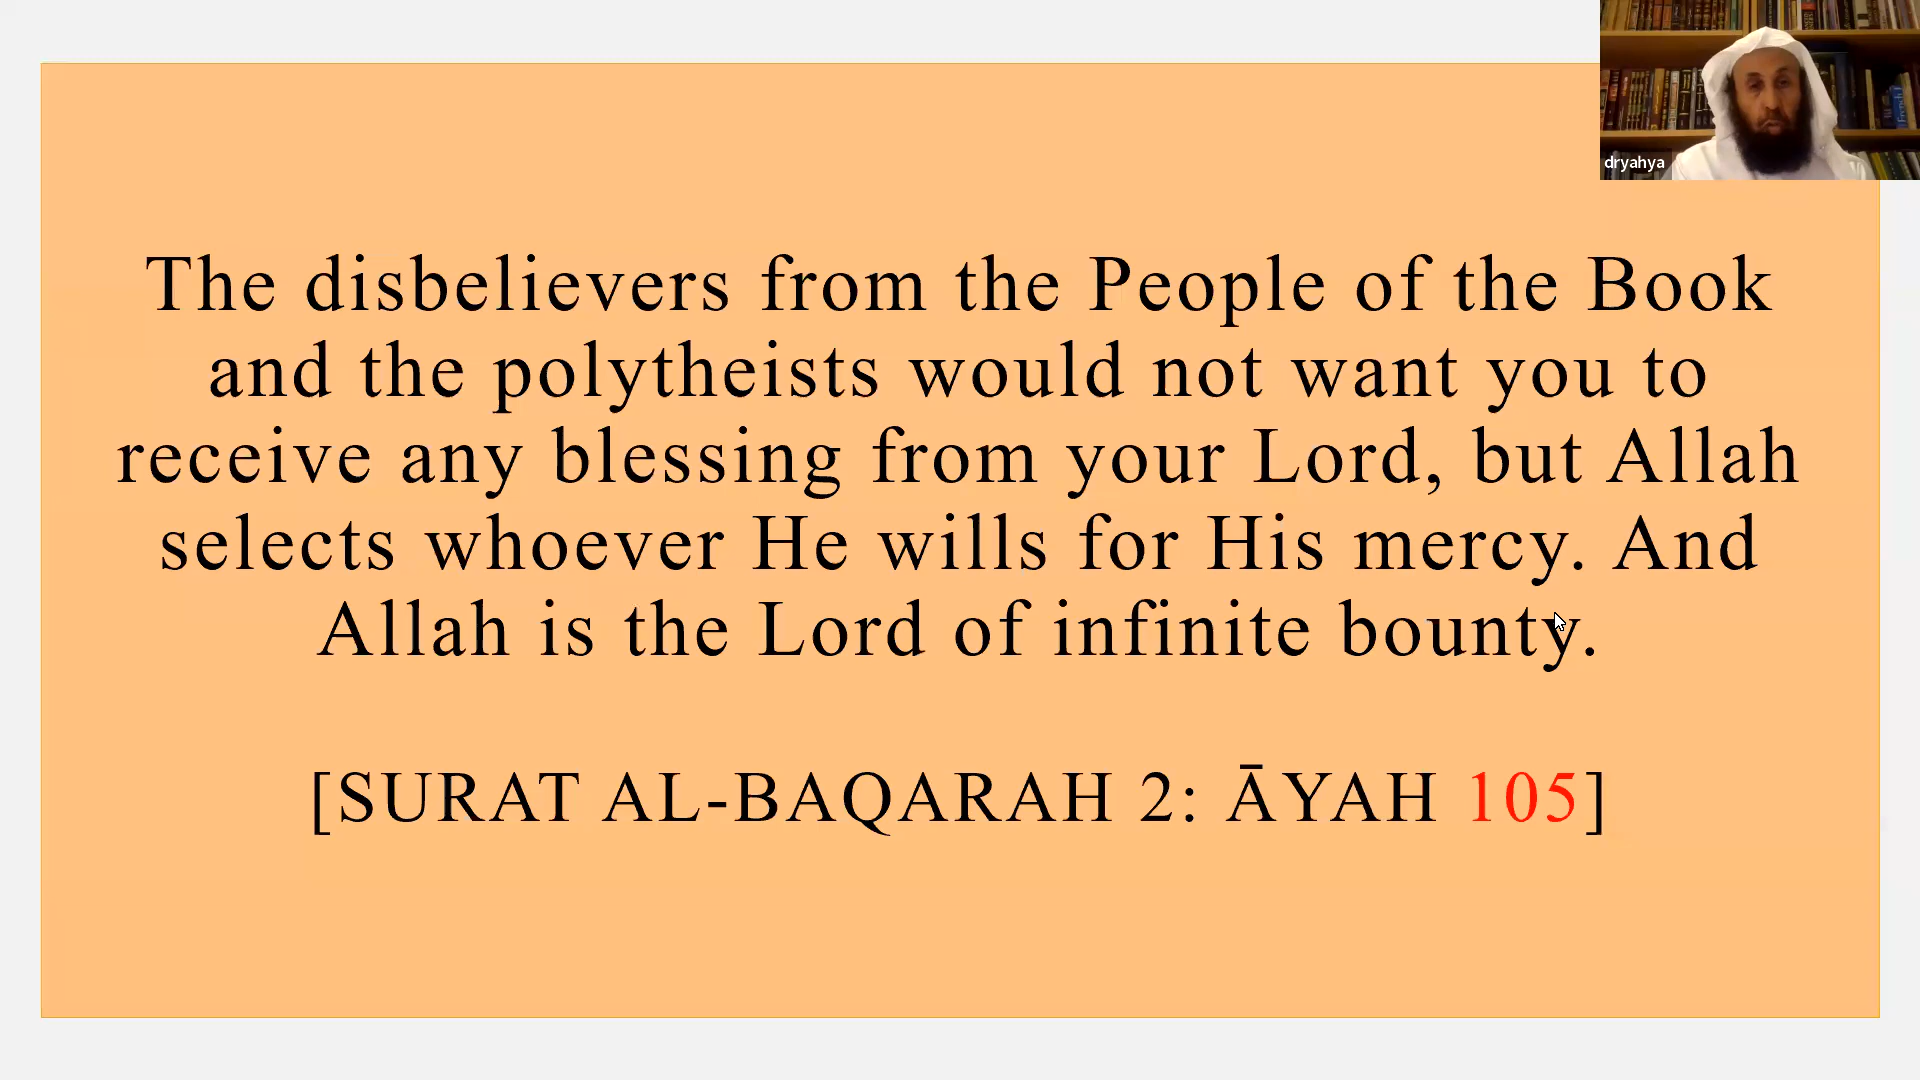 dryahya
The disbelievers from the People of the Book
and the polytheists would not want you to
receive any blessing from your Lord, but Allah
selects whoever He wills for His mercy. And
Allah is the Lord of infinite bounty.
[SURAT AL-BAQARAH 2: ĀYAH 105]